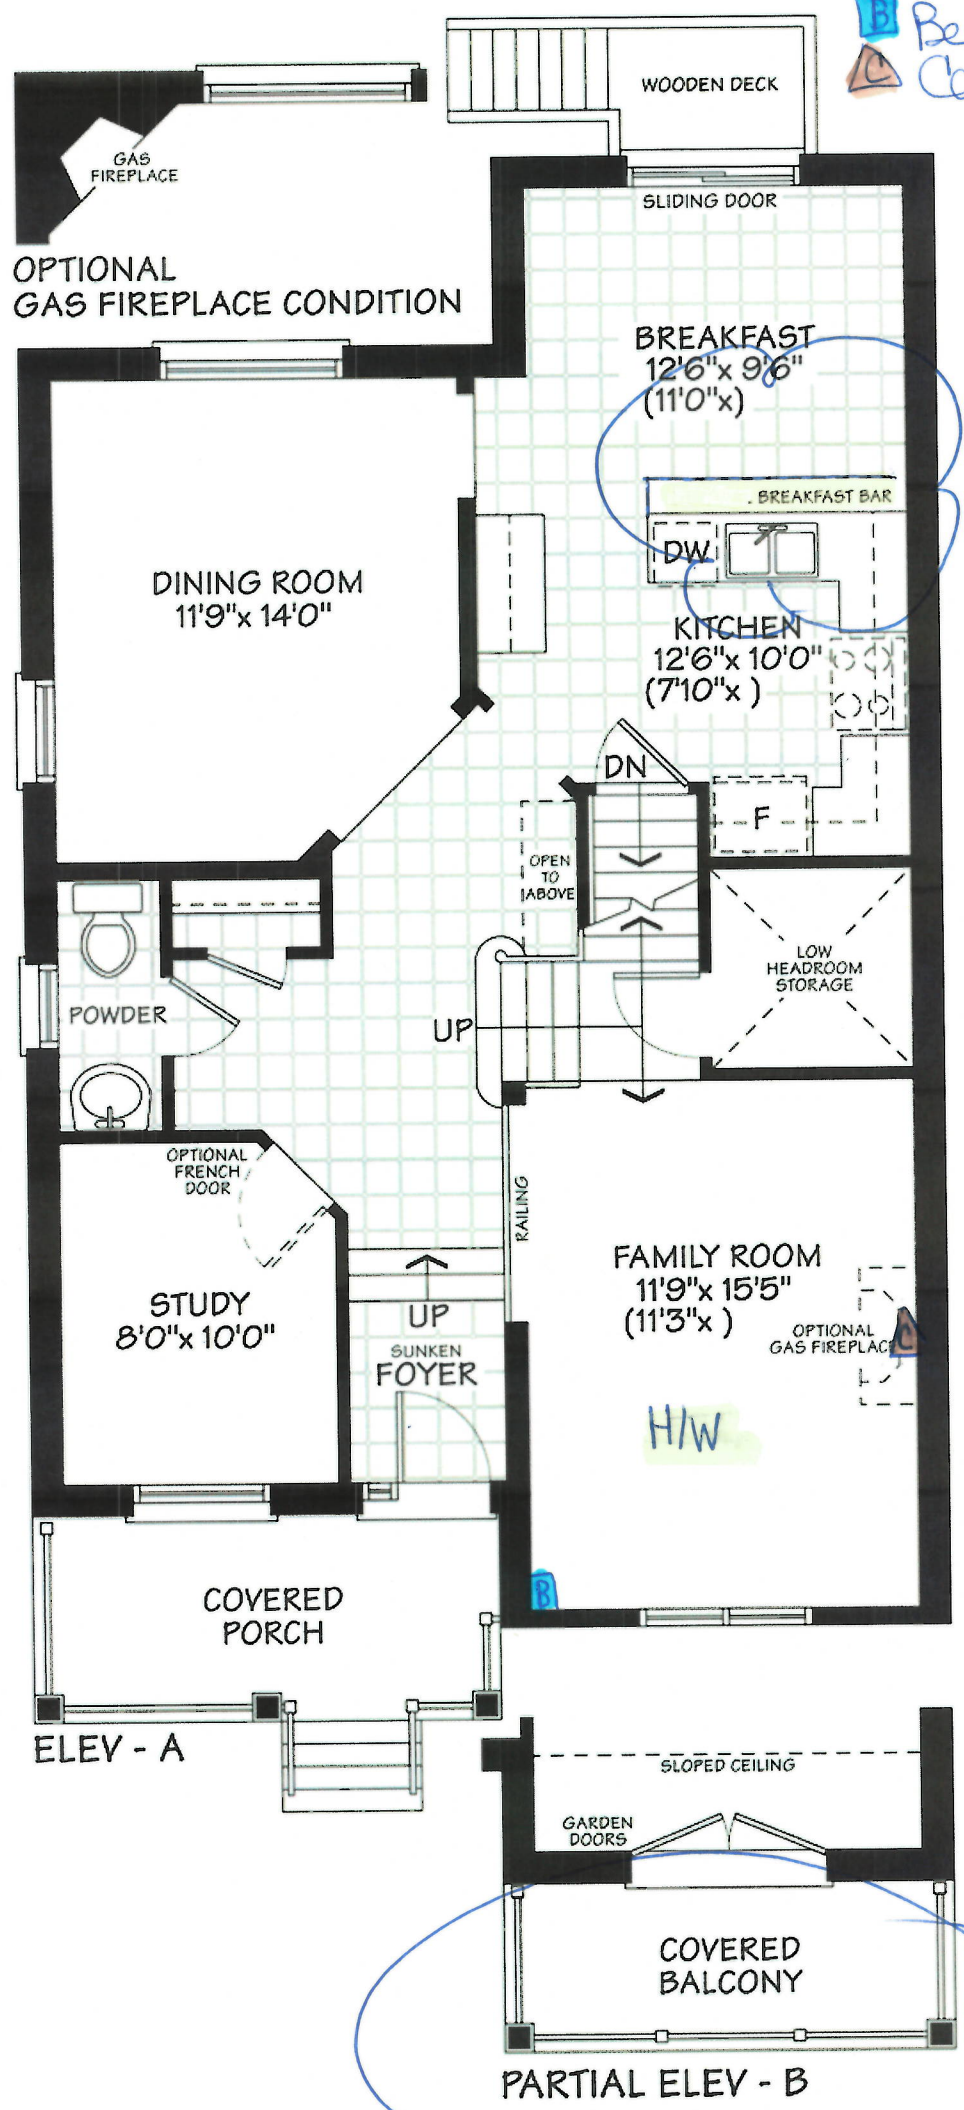 B Be
C Co
WOODEN DECK
GAS
FIREPLACE
SLIDING DOOR
OPTIONAL
GAS FIREPLACE CONDITION
BREAKFAST
12'6"x 9'6"
(11'0"x)
BREAKFAST BAR
DW
DINING ROOM
11'9"x 14'0"
KITCHEN
12'6"x 10'0"
(7'10"x )
DN
F
OPEN
TO
ABOVE
LOW
HEADROOM
STORAGE
POWDER
UP
OPTIONAL
FRENCH
DOOR
RAILING
FAMILY ROOM
11'9"x 15'5"
(11'3"x )
STUDY
8'0"x 10'0"
UP
SUNKEN
FOYER
OPTIONAL
GAS FIREPLACE
C
H/W
B
COVERED
PORCH
ELEV - A
SLOPED CEILING
GARDEN
DOORS
COVERED
BALCONY
PARTIAL ELEV - B